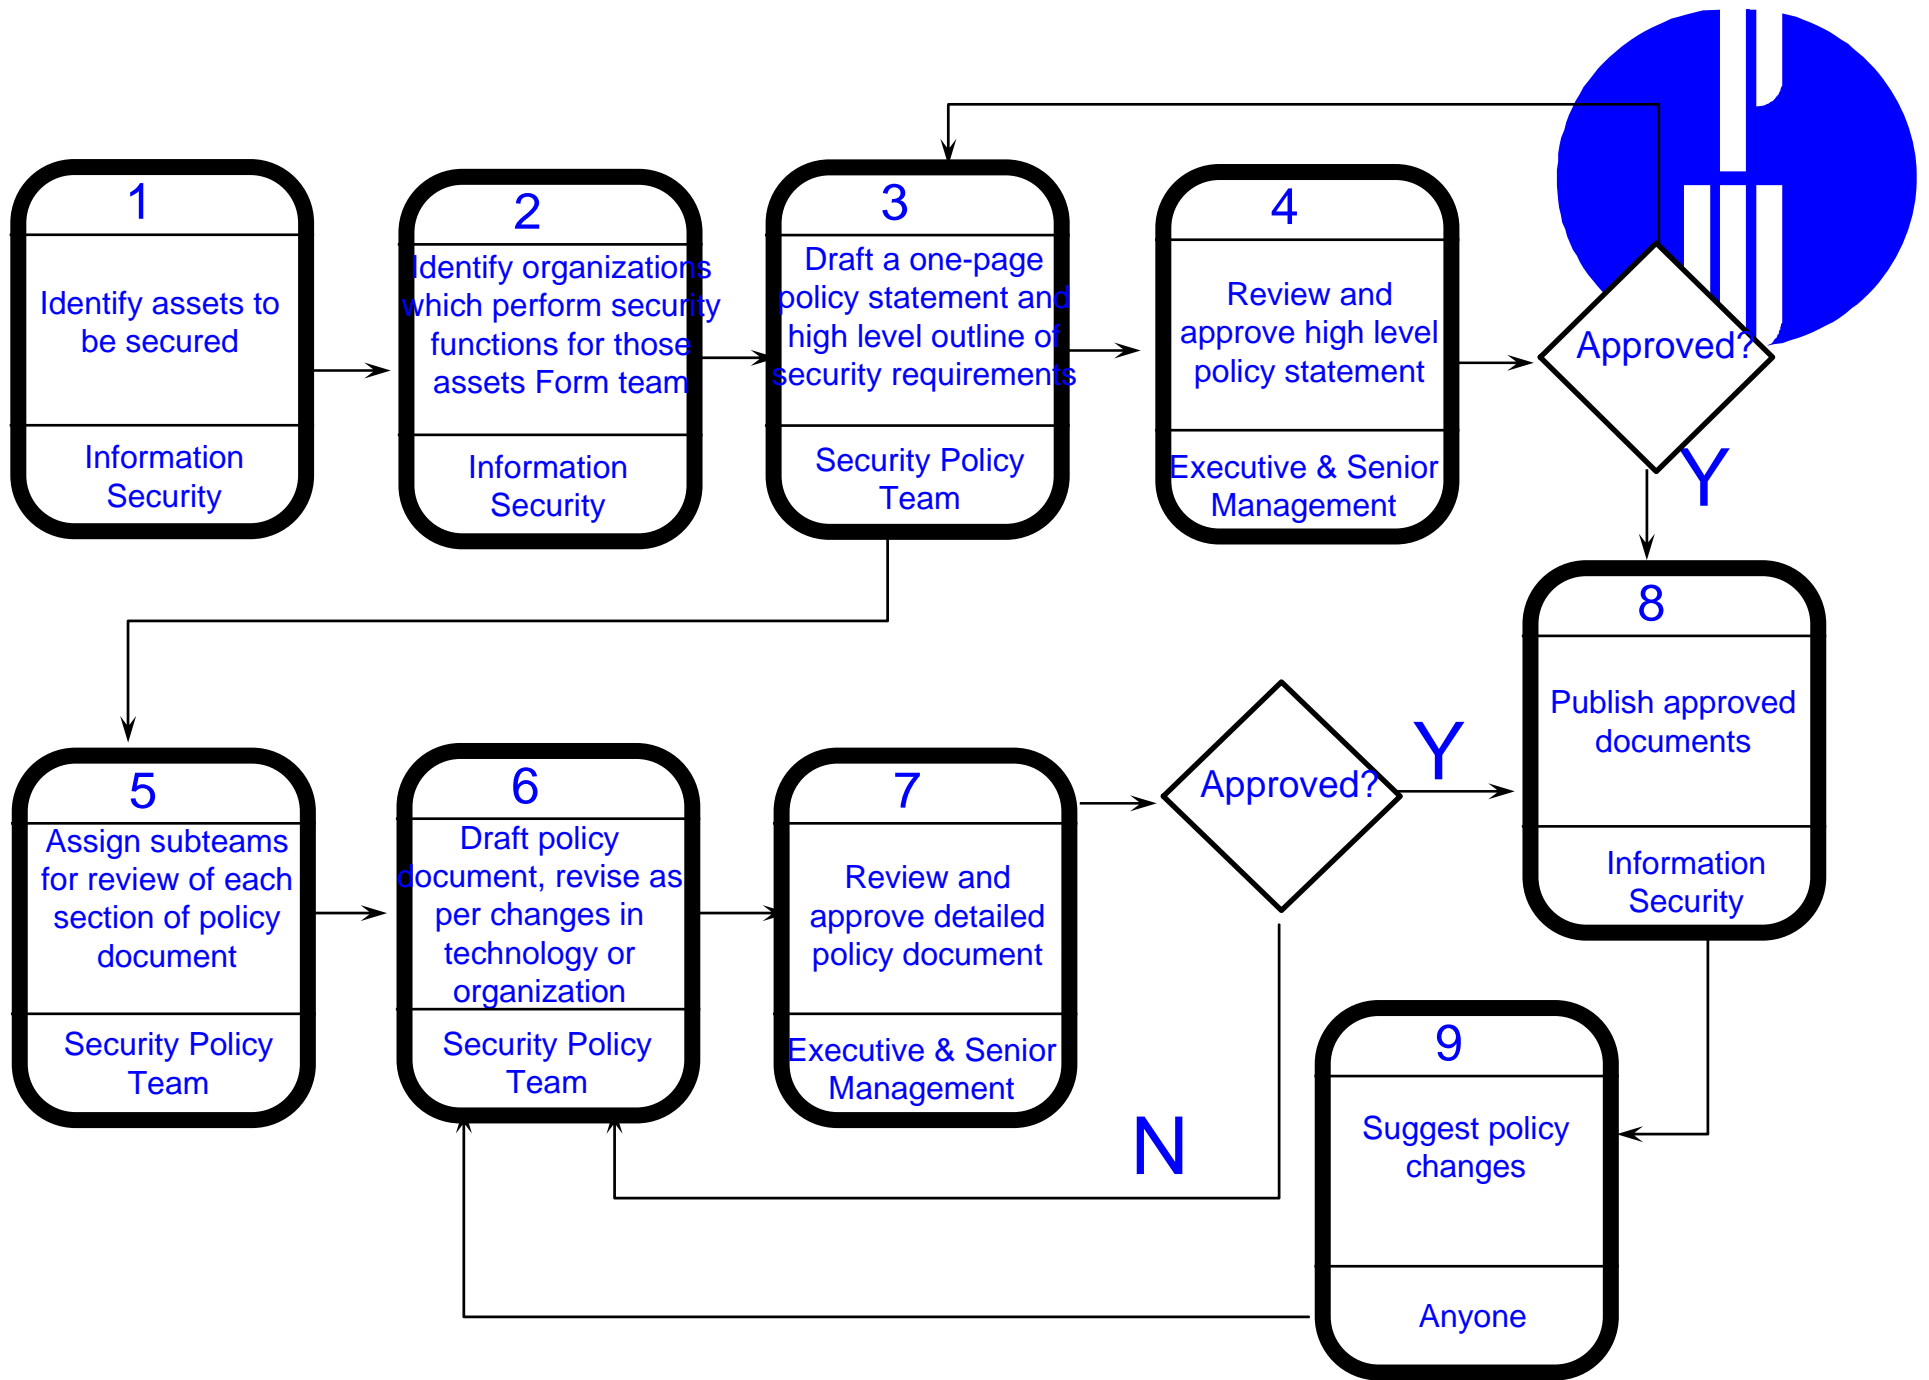 1
Identify assets to
be secured
Information
Security
2
Identify organizations
which perform security
functions for those
assets Form team
Information
Security
3
Draft a one-page
policy statement and
high level outline of
security requirements
Security Policy
Team
4
Review and
approve high level
policy statement
Executive & Senior
Management
Approved?
Y
5
Assign subteams
for review of each
section of policy
document
Security Policy
Team
6
Draft policy
document, revise as
per changes in
technology or
organization
Security Policy
Team
7
Review and
approve detailed
policy document
Executive & Senior
Management
Approved?
Y
N
8
Publish approved
documents
Information
Security
9
Suggest policy
changes
Anyone